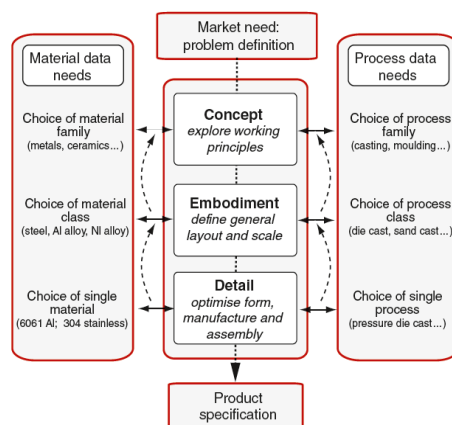 Market need:
problem definition
Material data
needs
Process data
needs
Choice of material
family
(metals, ceramics...)
Concept
explore working
principles
Choice of process
family
(casting, moulding...)
Choice of material
class
(steel, Al alloy, NI alloy)
Embodiment
define general
layout and scale
Choice of process
class
(die cast, sand cast...)
Choice of single
material
(6061 Al; 304 stainless)
Detail
optimise form,
manufacture and
assembly
Choice of single
process
(pressure die cast...)
Product
specification